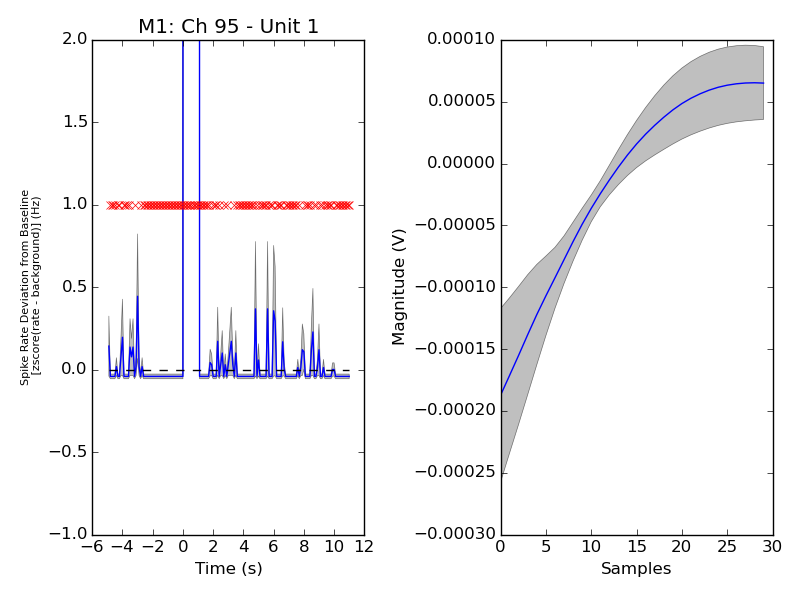 M1: Ch 95 - Unit 1
2.0
1.5
1.0
0.5
0.0
−0.5
−1.0
−6 −4 −2 0 2 4 6 8 10 12
Time (s)
Spike Rate Deviation from Baseline
[zscore(rate - background)] (Hz)
0.00010
0.00005
0.00000
−0.00005
−0.00010
−0.00015
−0.00020
−0.00025
−0.00030
0 5 10 15 20 25 30
Samples
Magnitude (V)